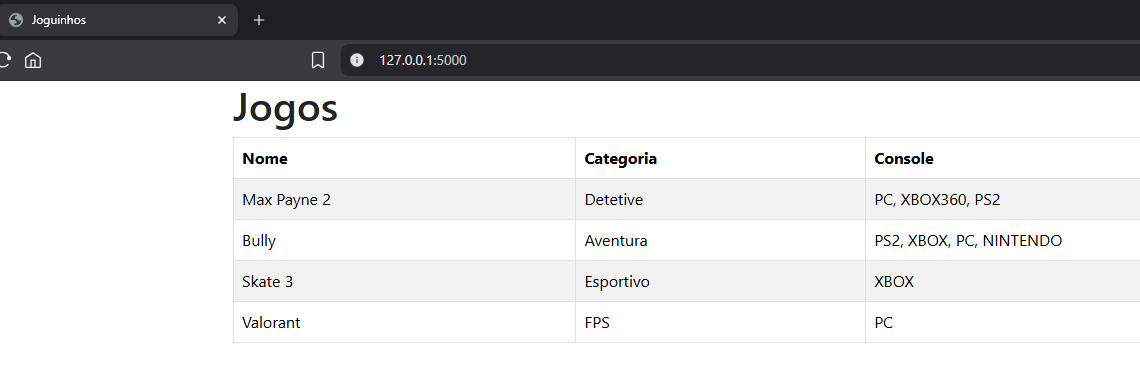 Joguinhos
127.0.0.1:5000
Jogos
Nome Categoria Console
Max Payne 2 Detetive PC, XBOX360, PS2
Bully Aventura PS2, XBOX, PC, NINTENDO
Skate 3 Esportivo XBOX
Valorant FPS PC